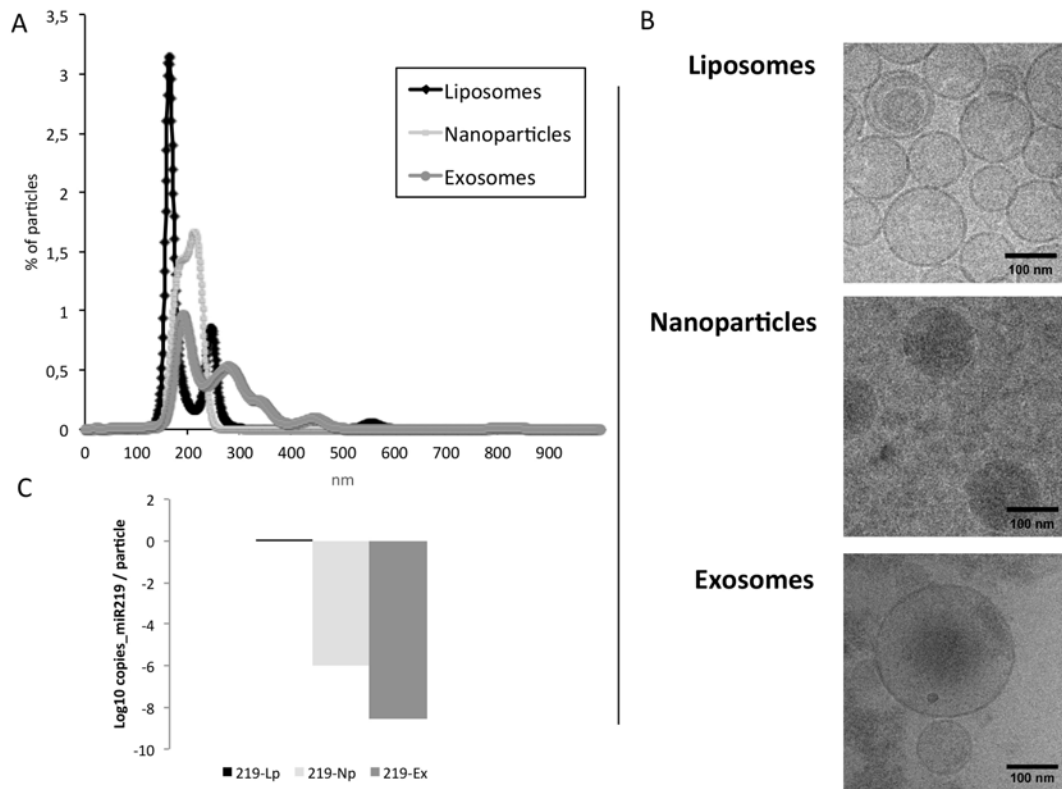 A
3,5
3
2,5
2
1,5
1
0,5
0
% of particles
0 100 200 300 400 500 600 700 800 900
nm
Liposomes
Nanoparticles
Exosomes
B
Liposomes
100 nm
Nanoparticles
100 nm
Exosomes
100 nm
C
2
0
-2
-4
-6
-8
-10
Log10 copies_miR219 / particle
219-Lp 219-Np 219-Ex